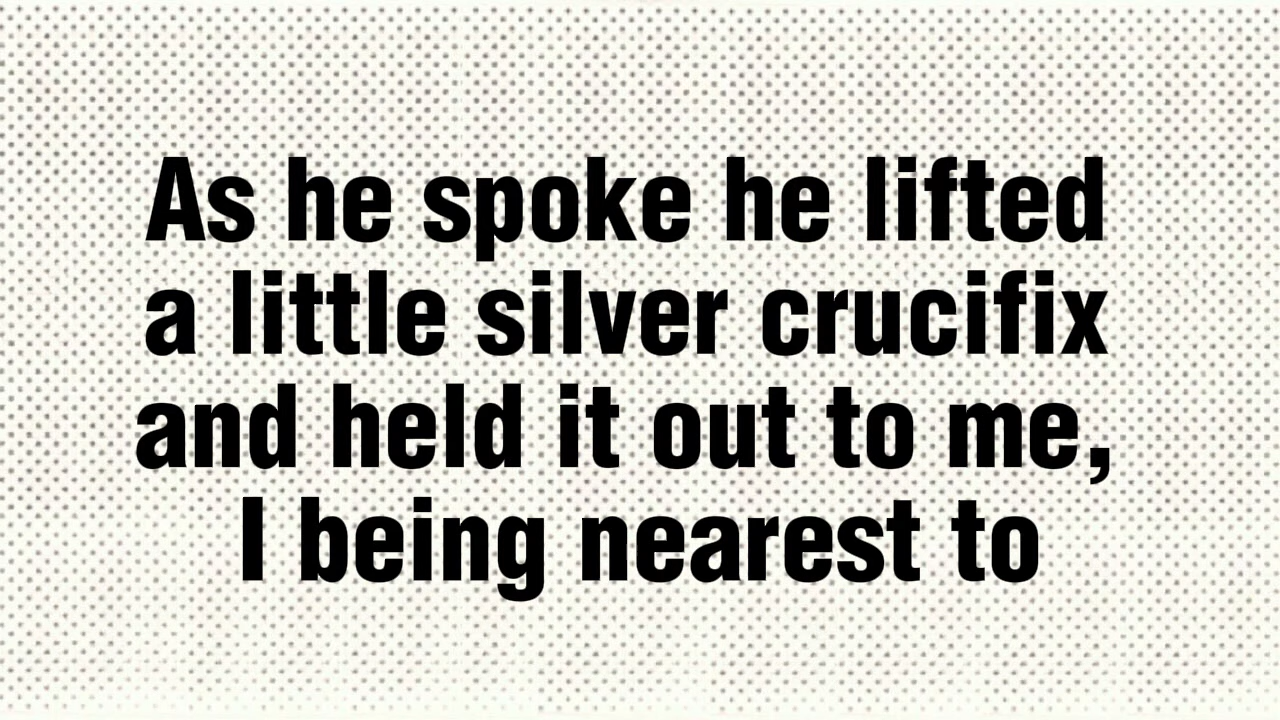 As he spoke he lifted
a little silver crucifix
and held it out to me,
I being nearest to